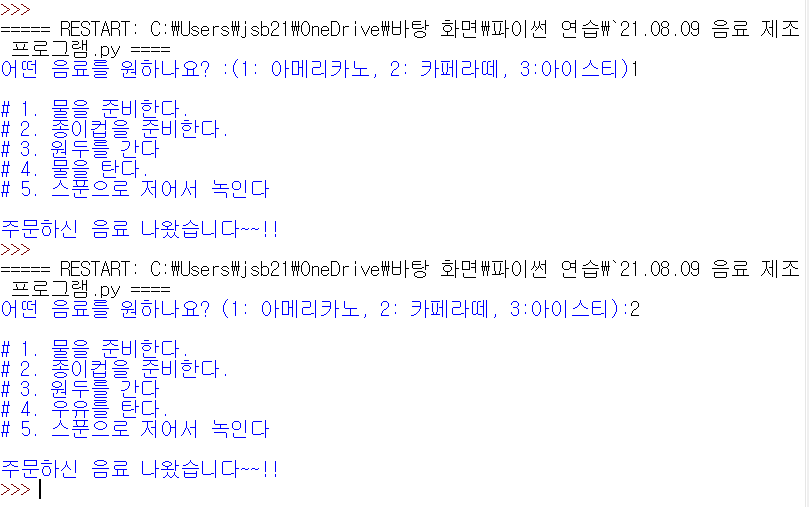 >>>
===== RESTART: C:\Users\jsb21\OneDrive\바탕 화면\파이썬 연습\`21.08.09 음료 제조
 프로그램.py ====
어떤 음료를 원하나요? :(1: 아메리카노, 2: 카페라떼, 3:아이스티)1
# 1. 물을 준비한다.
# 2. 종이컵을 준비한다.
# 3. 원두를 간다
# 4. 물을 탄다.
# 5. 스푼으로 저어서 녹인다
주문하신 음료 나왔습니다~~!!
>>>
===== RESTART: C:\Users\jsb21\OneDrive\바탕 화면\파이썬 연습\`21.08.09 음료 제조
 프로그램.py ====
어떤 음료를 원하나요? (1: 아메리카노, 2: 카페라떼, 3:아이스티):2
# 1. 물을 준비한다.
# 2. 종이컵을 준비한다.
# 3. 원두를 간다
# 4. 우유를 탄다.
# 5. 스푼으로 저어서 녹인다
주문하신 음료 나왔습니다~~!!
>>>